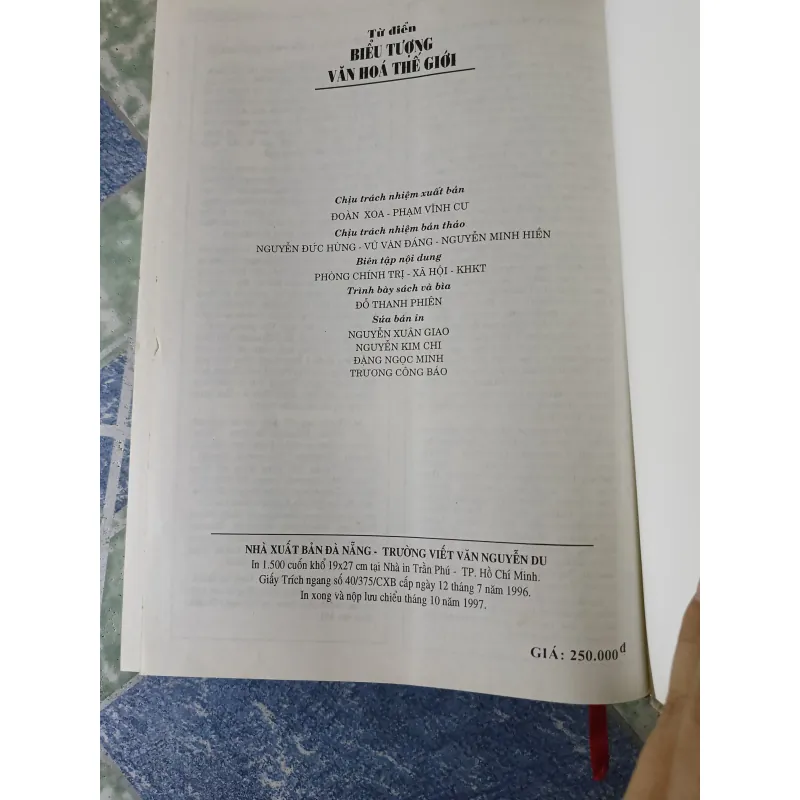 Từ điển
BIỂU TƯỢNG
VĂN HOÁ THẾ GIỚI
Chịu trách nhiệm xuất bản
ĐOÀN XOA - PHẠM VĨNH CƯ
Chịu trách nhiệm bản thảo
NGUYỄN ĐỨC HÙNG - VŨ VĂN ĐÁNG - NGUYỄN MINH HIỀN
Biên tập nội dung
PHÒNG CHÍNH TRỊ - XÃ HỘI - KHKT
Trình bày sách và bìa
ĐỖ THANH PHIÊN
Sửa bản in
NGUYỄN XUÂN GIAO
NGUYỄN KIM CHI
ĐẶNG NGỌC MINH
TRƯƠNG CÔNG BÁO
NHÀ XUẤT BẢN ĐÀ NẴNG - TRƯỜNG VIẾT VĂN NGUYỄN DU
In 1.500 cuốn khổ 19x27 cm tại Nhà in Trần Phú - TP. Hồ Chí Minh.
Giấy Trích ngang số 40/375/CXB cấp ngày 12 tháng 7 năm 1996.
In xong và nộp lưu chiểu tháng 10 năm 1997.
GIÁ: 250.000đ